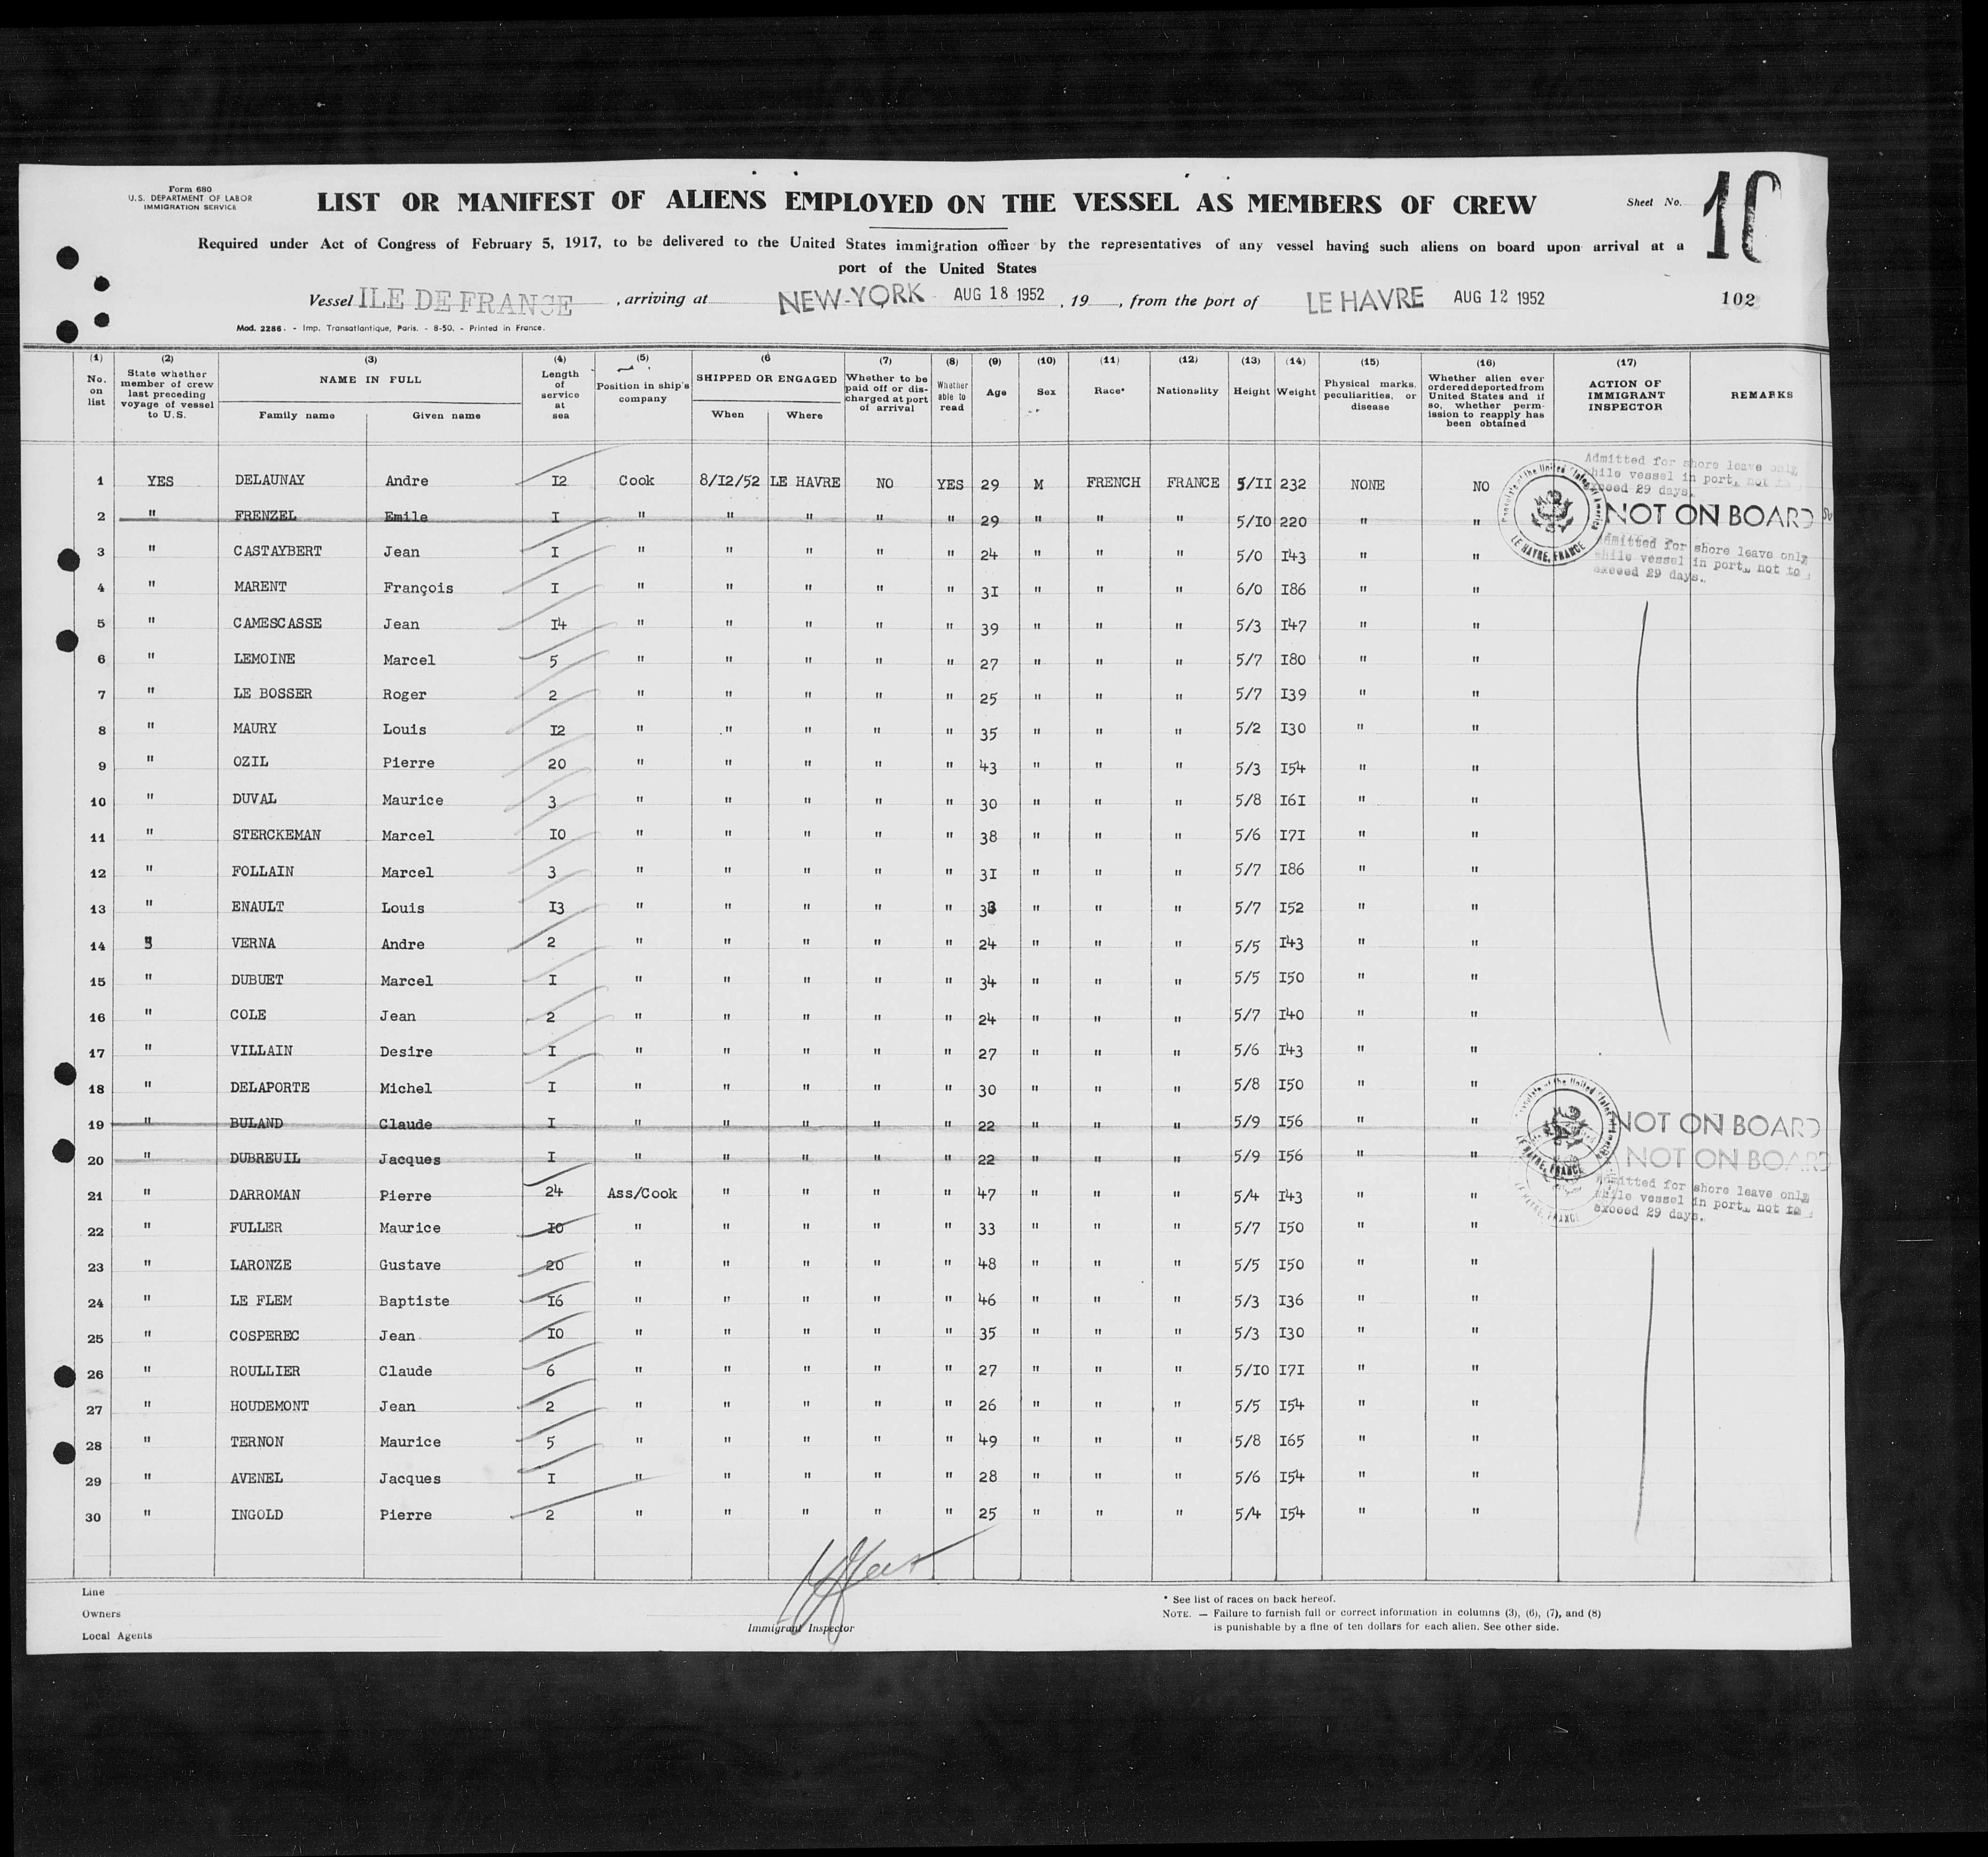 Form 680
U.S. DEPARTMENT OF LABOR
IMMIGRATION SERVICE
LIST OR MANIFEST OF ALIENS EMPLOYED ON THE VESSEL AS MEMBERS OF CREW
Sheet No. 10
Required under Act of Congress of February 5, 1917, to be delivered to the United States immigration officer by the representatives of any vessel having such aliens on board upon arrival at a
port of the United States
Vessel ILE DE FRANCE, arriving at NEW-YORK AUG 18 1952, 19, from the port of LE HAVRE AUG 12 1952 102
Mod. 2286. - Imp. Transatlantique, Paris. - 8-50. - Printed in France.
(1) No. on list (2) State whether member of crew last preceding voyage of vessel to U.S. (3) NAME IN FULL Family name Given name (4) Length of service at sea (5) Position in ship's company (6 SHIPPED OR ENGAGED When Where (7) Whether to be paid off or discharged at port of arrival (8) Whether able to read (9) Age (10) Sex (11) Race* (12) Nationality (13) Height (14) Weight (15) Physical marks, peculiarities, or disease (16) Whether alien ever ordered deported from United States and if so, whether permission to reapply has been obtained (17) ACTION OF IMMIGRANT INSPECTOR REMARKS
1 YES DELAUNAY Andre I2 Cook 8/I2/52 LE HAVRE NO YES 29 M FRENCH FRANCE 5/II 232 NONE NO Admitted for shore leave only while vessel in port, not to exceed 29 days.
2 " FRENZEL Emile I " " " " " 29 " " " 5/I0 220 " " NOT ON BOARD
3 " CASTAYBERT Jean I " " " " " 24 " " " 5/0 I43 " " Admitted for shore leave only while vessel in port, not to exceed 29 days.
4 " MARENT François I " " " " " 3I " " " 6/0 I86 " "
5 " CAMESCASSE Jean I4 " " " " " 39 " " " 5/3 I47 " "
6 " LEMOINE Marcel 5 " " " " " 27 " " " 5/7 I80 " "
7 " LE BOSSER Roger 2 " " " " " 25 " " " 5/7 I39 " "
8 " MAURY Louis I2 " " " " " 35 " " " 5/2 I30 " "
9 " OZIL Pierre 20 " " " " " 43 " " " 5/3 I54 " "
10 " DUVAL Maurice 3 " " " " " 30 " " " 5/8 I6I " "
11 " STERCKEMAN Marcel I0 " " " " " 38 " " " 5/6 I7I " "
12 " FOLLAIN Marcel 3 " " " " " 3I " " " 5/7 I86 " "
13 " ENAULT Louis I3 " " " " " 33 " " " 5/7 I52 " "
14 " VERNA Andre 2 " " " " " 24 " " " 5/5 I43 " "
15 " DUBUET Marcel I " " " " " 34 " " " 5/5 I50 " "
16 " COLE Jean 2 " " " " " 24 " " " 5/7 I40 " "
17 " VILLAIN Desire I " " " " " 27 " " " 5/6 I43 " "
18 " DELAPORTE Michel I " " " " " 30 " " " 5/8 I50 " "
19 " BULAND Claude I " " " " " 22 " " " 5/9 I56 " " NOT ON BOARD
20 " DUBREUIL Jacques I " " " " " 22 " " " 5/9 I56 " " NOT ON BOARD
21 " DARROMAN Pierre 24 Ass/Cook " " " " 47 " " " 5/4 I43 " " Admitted for shore leave only while vessel in port, not to exceed 29 days.
22 " FULLER Maurice I0 " " " " " 33 " " " 5/7 I50 " "
23 " LARONZE Gustave 20 " " " " " 48 " " " 5/5 I50 " "
24 " LE FLEM Baptiste I6 " " " " " 46 " " " 5/3 I36 " "
25 " COSPEREC Jean I0 " " " " " 35 " " " 5/3 I30 " "
26 " ROULLIER Claude 6 " " " " " 27 " " " 5/I0 I7I " "
27 " HOUDEMONT Jean 2 " " " " " 26 " " " 5/5 I54 " "
28 " TERNON Maurice 5 " " " " " 49 " " " 5/8 I65 " "
29 " AVENEL Jacques I " " " " " 28 " " " 5/6 I54 " "
30 " INGOLD Pierre 2 " " " " " 25 " " " 5/4 I54 " "
Consulate of the United States of America
LE HAVRE, FRANCE
Line
Owners
Local Agents
Immigrant Inspector
* See list of races on back hereof.
NOTE. — Failure to furnish full or correct information in columns (3), (6), (7), and (8)
is punishable by a fine of ten dollars for each alien. See other side.